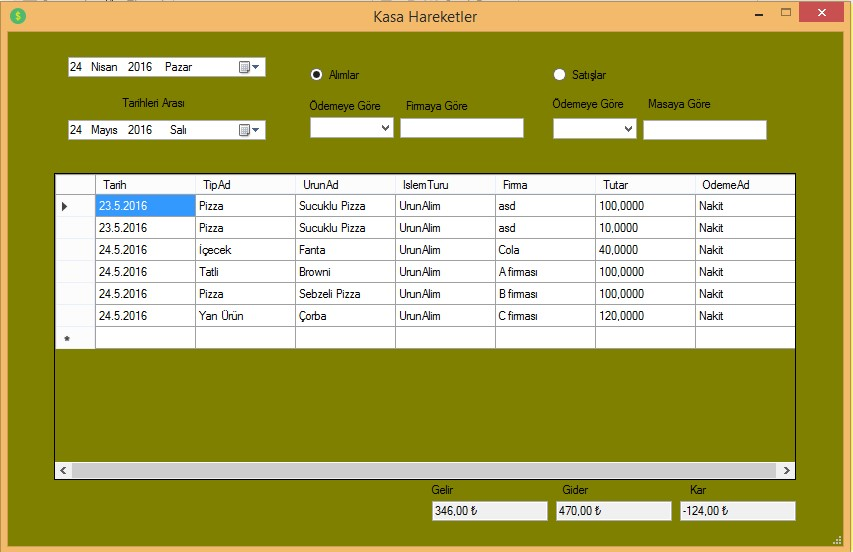 Kasa Hareketler
24 Nisan 2016 Pazar
Alımlar Satışlar
Tarihleri Arası Ödemeye Göre Firmaya Göre Ödemeye Göre Masaya Göre
24 Mayıs 2016 Salı
Tarih TipAd UrunAd IslemTuru Firma Tutar OdemeAd
23.5.2016 Pizza Sucuklu Pizza UrunAlim asd 100,0000 Nakit
23.5.2016 Pizza Sucuklu Pizza UrunAlim asd 10,0000 Nakit
24.5.2016 İçecek Fanta UrunAlim Cola 40,0000 Nakit
24.5.2016 Tatli Browni UrunAlim A firması 100,0000 Nakit
24.5.2016 Pizza Sebzeli Pizza UrunAlim B firması 100,0000 Nakit
24.5.2016 Yan Ürün Çorba UrunAlim C firması 120,0000 Nakit
Gelir Gider Kar
346,00 ₺ 470,00 ₺ -124,00 ₺